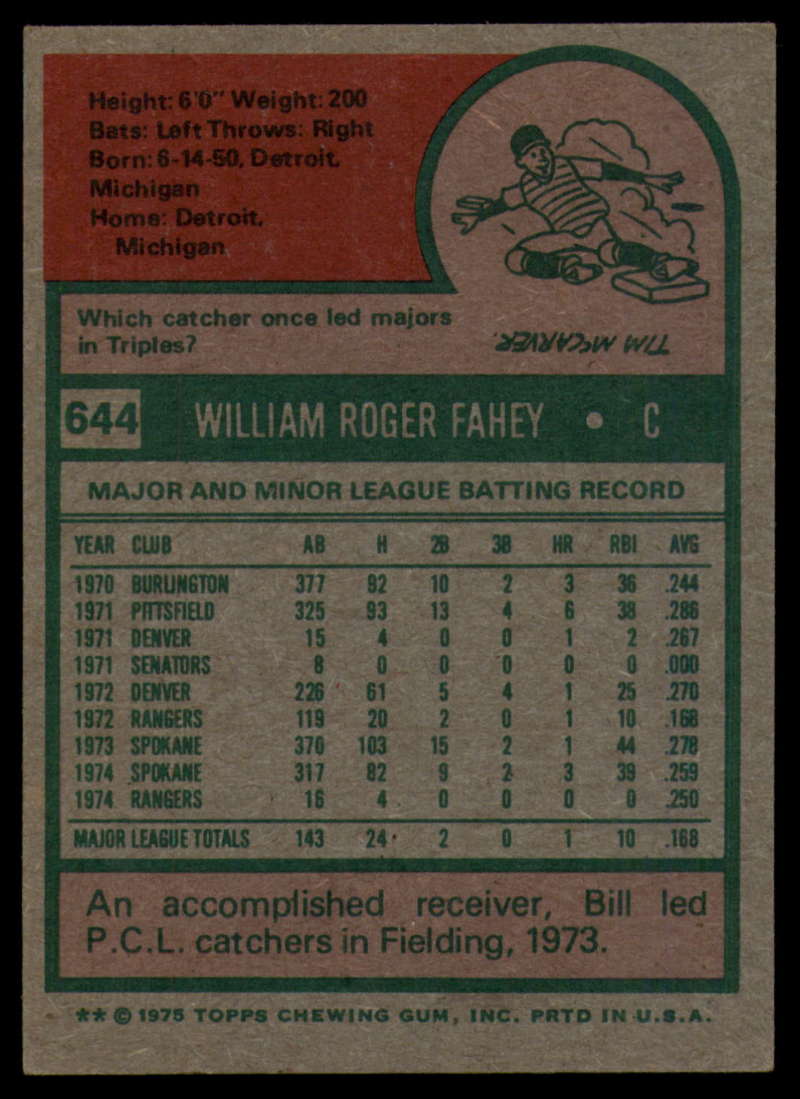 Height: 6'0" Weight: 200
Bats: Left Throws: Right
Born: 6-14-50, Detroit,
Michigan
Home: Detroit,
Michigan
Which catcher once led majors
in Triples?
TIM McCARVER.
644 WILLIAM ROGER FAHEY • C
MAJOR AND MINOR LEAGUE BATTING RECORD
YEAR CLUB AB H 2B 3B HR RBI AVG
1970 BURLINGTON 377 92 10 2 3 36 .244
1971 PITTSFIELD 325 93 13 4 6 38 .286
1971 DENVER 15 4 0 0 1 2 .267
1971 SENATORS 8 0 0 0 0 0 .000
1972 DENVER 226 61 5 4 1 25 .270
1972 RANGERS 119 20 2 0 1 10 .168
1973 SPOKANE 370 103 15 2 1 44 .278
1974 SPOKANE 317 82 9 2 3 39 .259
1974 RANGERS 16 4 0 0 0 0 .250
MAJOR LEAGUE TOTALS 143 24 2 0 1 10 .168
An accomplished receiver, Bill led
P.C.L. catchers in Fielding, 1973.
** © 1975 TOPPS CHEWING GUM, INC. PRTD IN U.S.A.